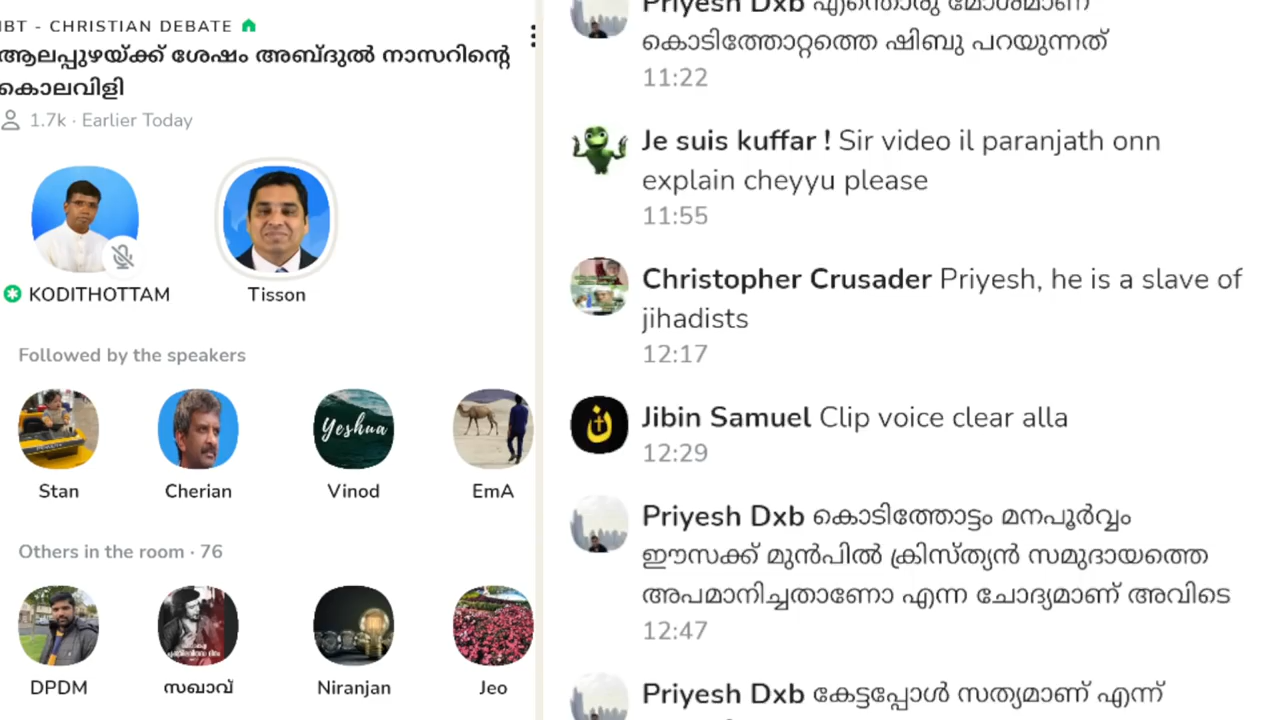 IBT - CHRISTIAN DEBATE
ആലപ്പുഴയ്ക്ക് ശേഷം അബ്ദുൽ നാസറിന്റെ
കൊലവിളി
1.7k · Earlier Today
KODITHOTTAM
Tisson
Followed by the speakers
Yeshua
Stan
Cherian
Vinod
EmA
Others in the room · 76
DPDM
സഖാവ്
Niranjan
Jeo
Priyesh Dxb എന്തൊരു മോശമാണ്
കൊടിത്തോറ്റത്തെ ഷിബു പറയുന്നത്
11:22
Je suis kuffar ! Sir video il paranjath onn
explain cheyyu please
11:55
Christopher Crusader Priyesh, he is a slave of
jihadists
12:17
Jibin Samuel Clip voice clear alla
12:29
Priyesh Dxb കൊടിത്തോട്ടം മനപൂർവ്വം
ഈസക്ക് മുൻപിൽ ക്രിസ്ത്യൻ സമുദായത്തെ
അപമാനിച്ചതാണോ എന്ന ചോദ്യമാണ് അവിടെ
12:47
Priyesh Dxb കേട്ടപ്പോൾ സത്യമാണ് എന്ന്